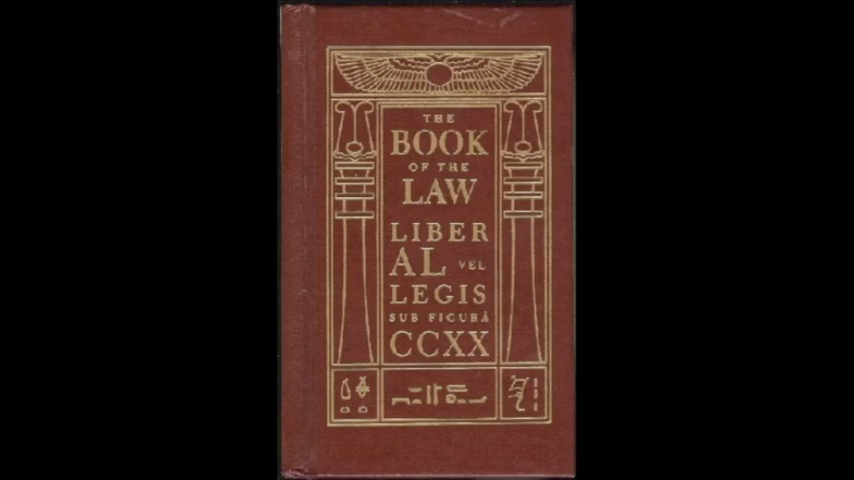 THE
BOOK
OF THE
LAW
LIBER
AL VEL
LEGIS
SUB FIGURÂ
CCXX